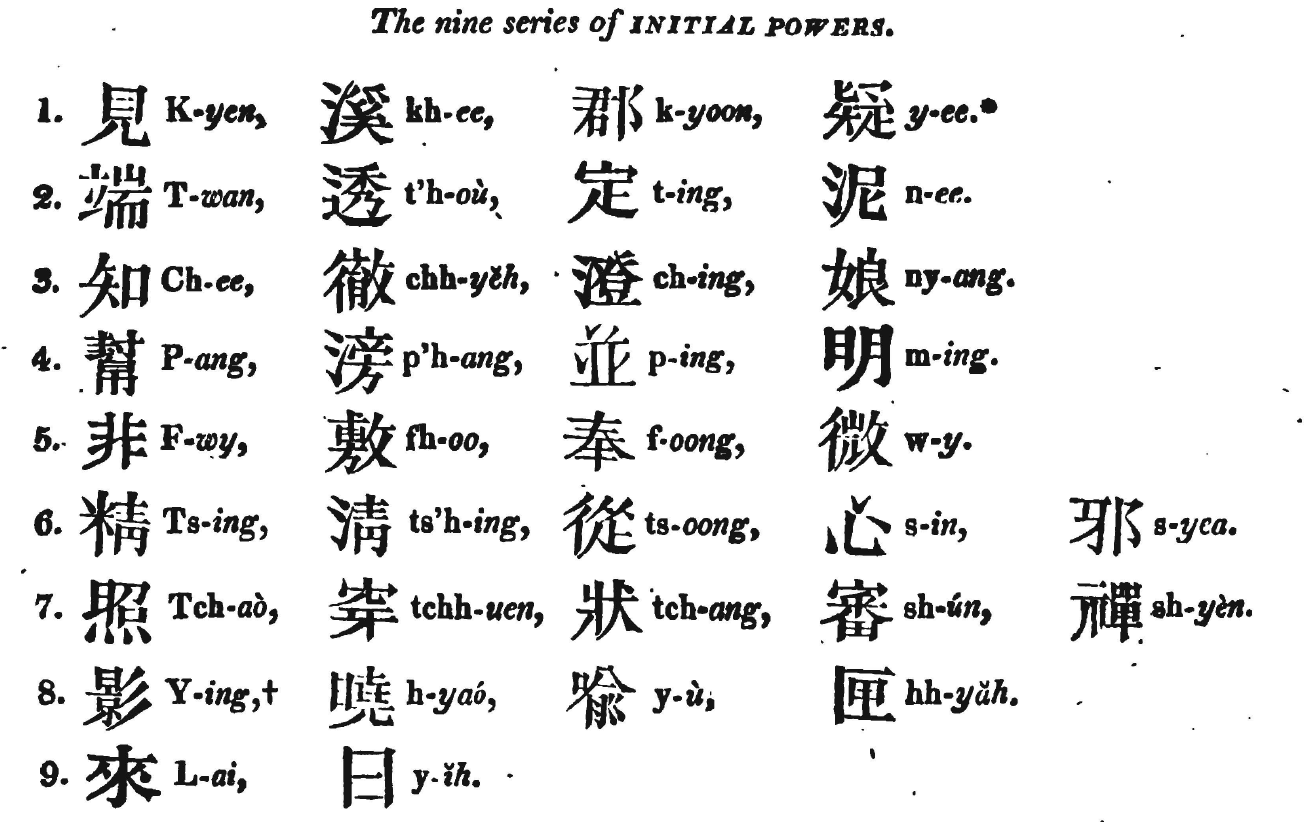 The nine series of INITIAL POWERS.
1. 見 K-yen, 溪 kh-ee, 郡 k-yoon, 疑 y-ee.*
2. 端 T-wan, 透 t'h-où, 定 t-ing, 泥 n-ee.
3. 知 Ch-ee, 徹 chh-yĕh, 澄 ch-ing, 娘 ny-ang.
4. 幫 P-ang, 滂 p'h-ang, 並 p-ing, 明 m-ing.
5. 非 F-wy, 敷 fh-oo, 奉 f-oong, 微 w-y.
6. 精 Ts-ing, 淸 ts'h-ing, 從 ts-oong, 心 s-in, 邪 s-yea.
7. 照 Tch-aò, 穿 tchh-uen, 狀 tch-ang, 審 sh-ún, 禪 sh-yèn.
8. 影 Y-ing,† 曉 h-yaó, 喻 y-ù, 匣 hh-yăh.
9. 來 L-ai, 日 y-ĭh.